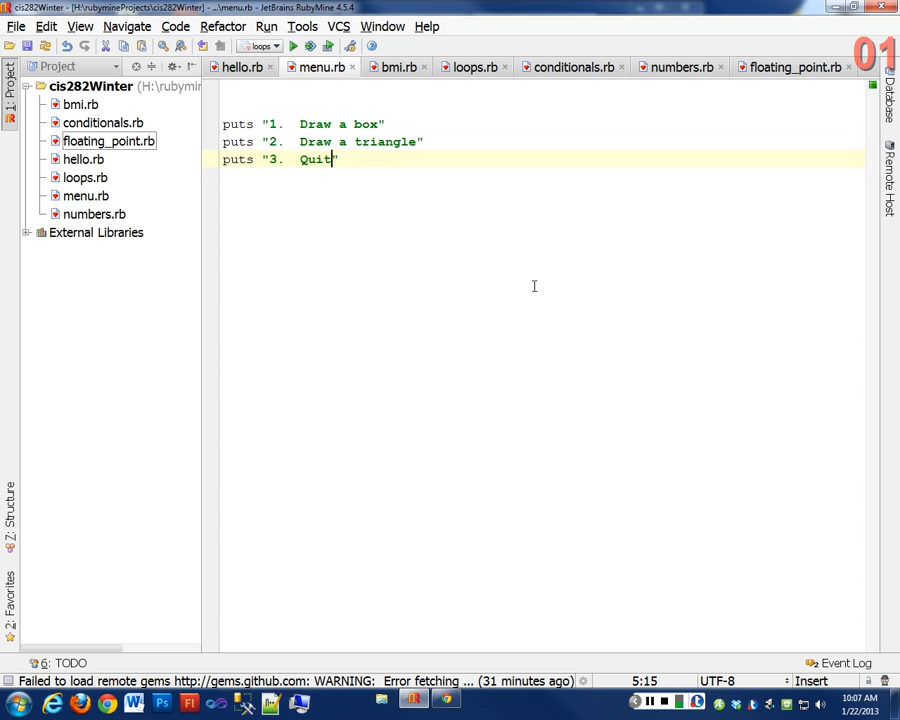 cis282Winter - [H:\rubymineProjects\cis282Winter] - ...\menu.rb - JetBrains RubyMine 4.5.4
File Edit View Navigate Code Refactor Run Tools VCS Window Help
loops
01
Project
hello.rb menu.rb bmi.rb loops.rb conditionals.rb numbers.rb floating_point.rb
1: Project
cis282Winter (H:\rubymin
bmi.rb
conditionals.rb
floating_point.rb
hello.rb
loops.rb
menu.rb
numbers.rb
External Libraries
puts "1.  Draw a box"
puts "2.  Draw a triangle"
puts "3.  Quit"
Database
Remote Host
7: Structure
2: Favorites
6: TODO
2 Event Log
Failed to load remote gems http://gems.github.com: WARNING: Error fetching ... (31 minutes ago)
5:15 UTF-8 Insert
10:07 AM
1/22/2013